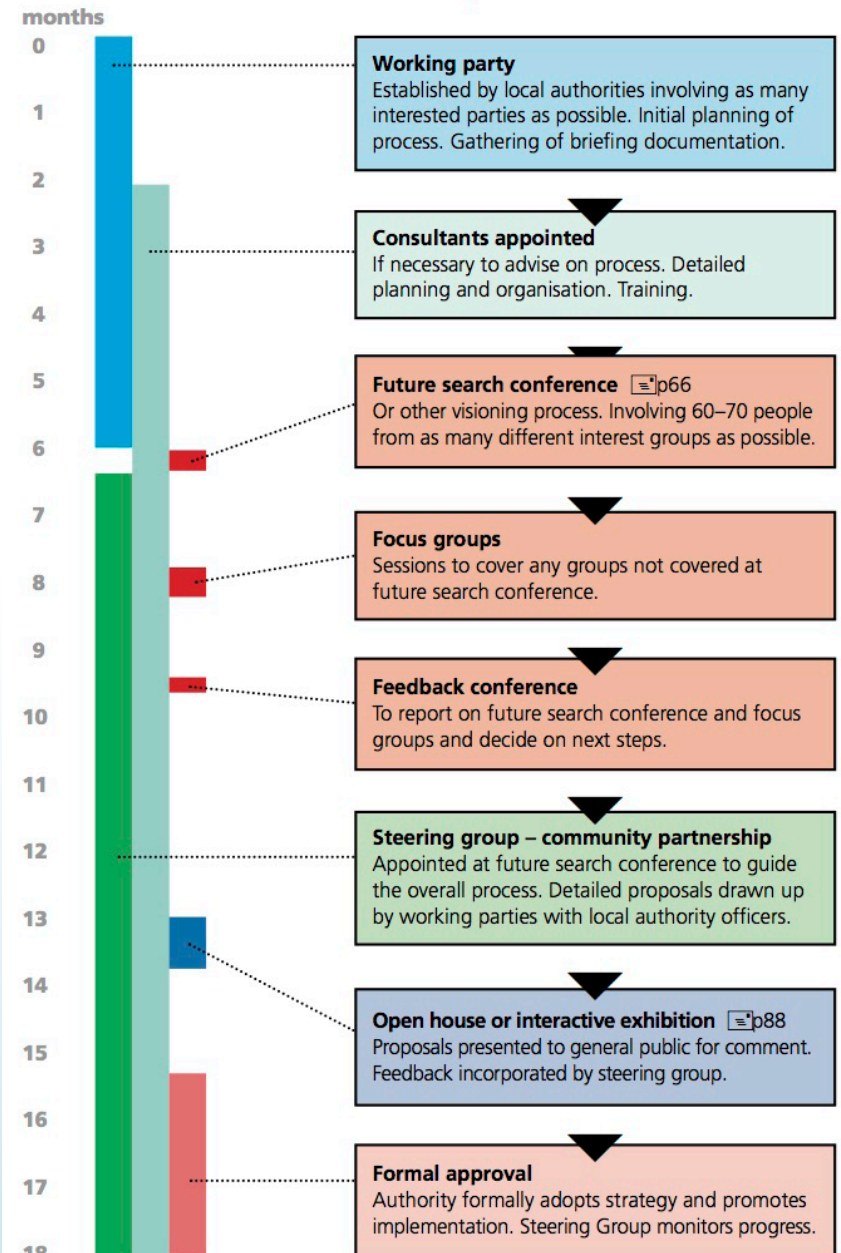 months
0
1
2
3
4
5
6
7
8
9
10
11
12
13
14
15
16
17
18
Working party
Established by local authorities involving as many
interested parties as possible. Initial planning of
process. Gathering of briefing documentation.
Consultants appointed
If necessary to advise on process. Detailed
planning and organisation. Training.
Future search conference p66
Or other visioning process. Involving 60–70 people
from as many different interest groups as possible.
Focus groups
Sessions to cover any groups not covered at
future search conference.
Feedback conference
To report on future search conference and focus
groups and decide on next steps.
Steering group – community partnership
Appointed at future search conference to guide
the overall process. Detailed proposals drawn up
by working parties with local authority officers.
Open house or interactive exhibition p88
Proposals presented to general public for comment.
Feedback incorporated by steering group.
Formal approval
Authority formally adopts strategy and promotes
implementation. Steering Group monitors progress.